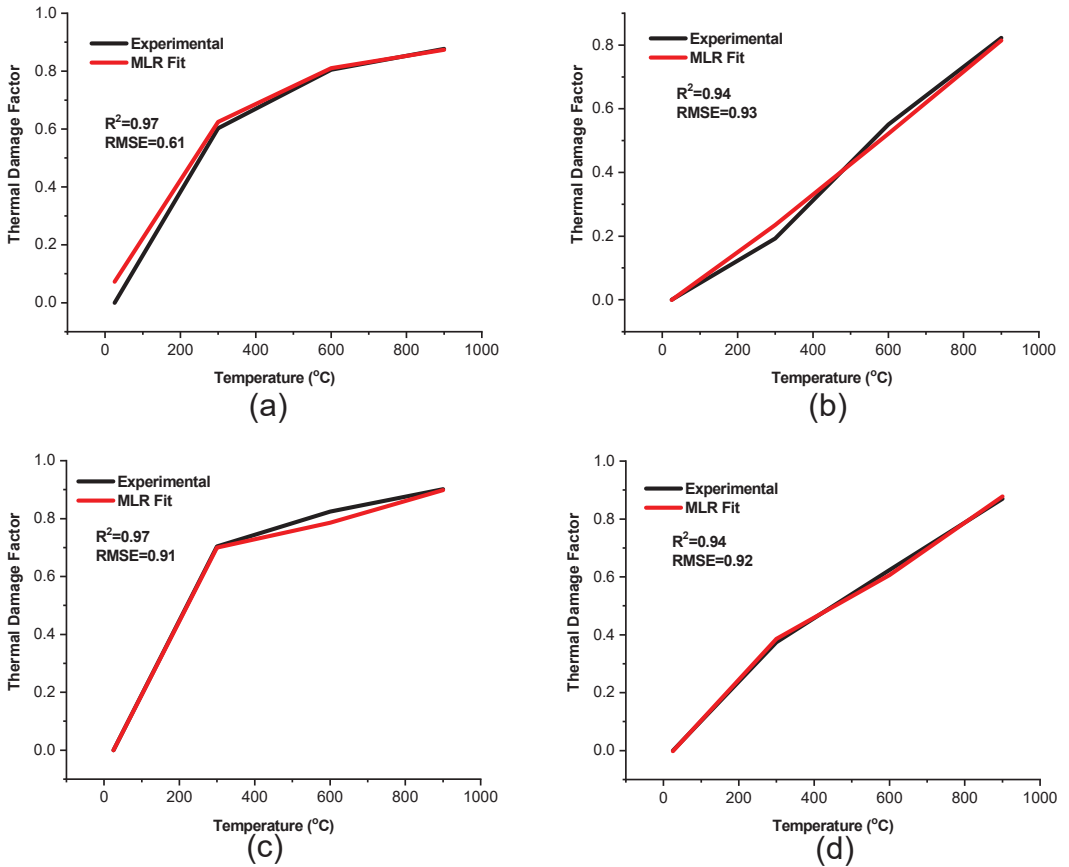 Experimental
MLR Fit
R²=0.97
RMSE=0.61
1.0
0.8
0.6
0.4
0.2
0.0
Thermal Damage Factor
0 200 400 600 800 1000
Temperature (°C)
(a)
Experimental
MLR Fit
R²=0.94
RMSE=0.93
0.8
0.6
0.4
0.2
0.0
Thermal Damage Factor
0 200 400 600 800 1000
Temperature (°C)
(b)
Experimental
MLR Fit
R²=0.97
RMSE=0.91
1.0
0.8
0.6
0.4
0.2
0.0
Thermal Damage Factor
0 200 400 600 800 1000
Temperature (°C)
(c)
Experimental
MLR Fit
R²=0.94
RMSE=0.92
1.0
0.8
0.6
0.4
0.2
0.0
Thermal Damage Factor
0 200 400 600 800 1000
Temperature (°C)
(d)